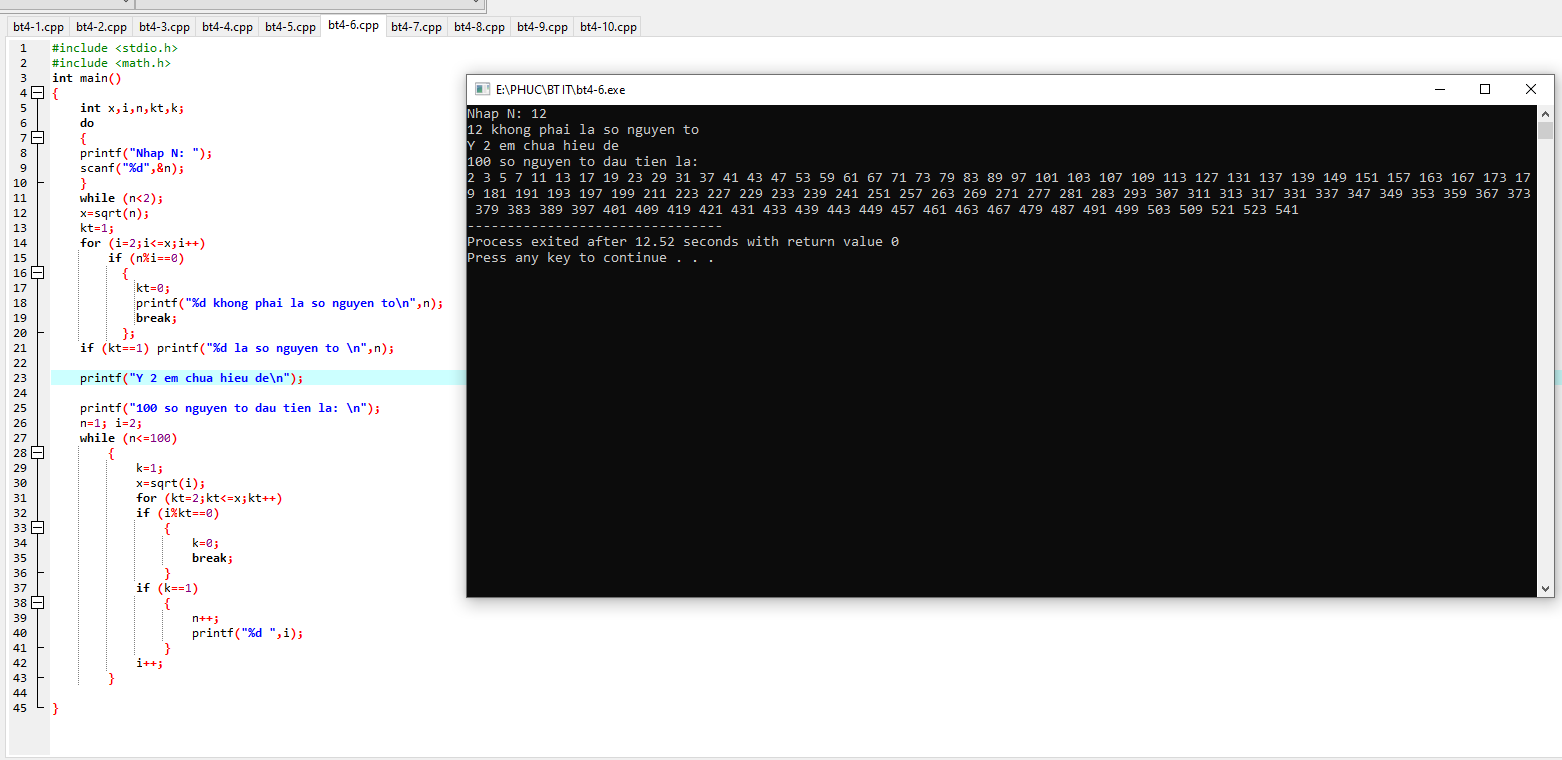 bt4-1.cpp bt4-2.cpp bt4-3.cpp bt4-4.cpp bt4-5.cpp bt4-6.cpp bt4-7.cpp bt4-8.cpp bt4-9.cpp bt4-10.cpp
1 #include <stdio.h>
2 #include <math.h>
3 int main()
4 {
5 int x,i,n,kt,k;
6 do
7 {
8 printf("Nhap N: ");
9 scanf("%d",&n);
10 }
11 while (n<2);
12 x=sqrt(n);
13 kt=1;
14 for (i=2;i<=x;i++)
15 if (n%i==0)
16 {
17 kt=0;
18 printf("%d khong phai la so nguyen to\n",n);
19 break;
20 };
21 if (kt==1) printf("%d la so nguyen to \n",n);
22
23 printf("Y 2 em chua hieu de\n");
24
25 printf("100 so nguyen to dau tien la: \n");
26 n=1; i=2;
27 while (n<=100)
28 {
29 k=1;
30 x=sqrt(i);
31 for (kt=2;kt<=x;kt++)
32 if (i%kt==0)
33 {
34 k=0;
35 break;
36 }
37 if (k==1)
38 {
39 n++;
40 printf("%d ",i);
41 }
42 i++;
43 }
44
45 }
E:\PHUC\BT IT\bt4-6.exe
Nhap N: 12
12 khong phai la so nguyen to
Y 2 em chua hieu de
100 so nguyen to dau tien la:
2 3 5 7 11 13 17 19 23 29 31 37 41 43 47 53 59 61 67 71 73 79 83 89 97 101 103 107 109 113 127 131 137 139 149 151 157 163 167 173 17
9 181 191 193 197 199 211 223 227 229 233 239 241 251 257 263 269 271 277 281 283 293 307 311 313 317 331 337 347 349 353 359 367 373
379 383 389 397 401 409 419 421 431 433 439 443 449 457 461 463 467 479 487 491 499 503 509 521 523 541
--------------------------------
Process exited after 12.52 seconds with return value 0
Press any key to continue . . .